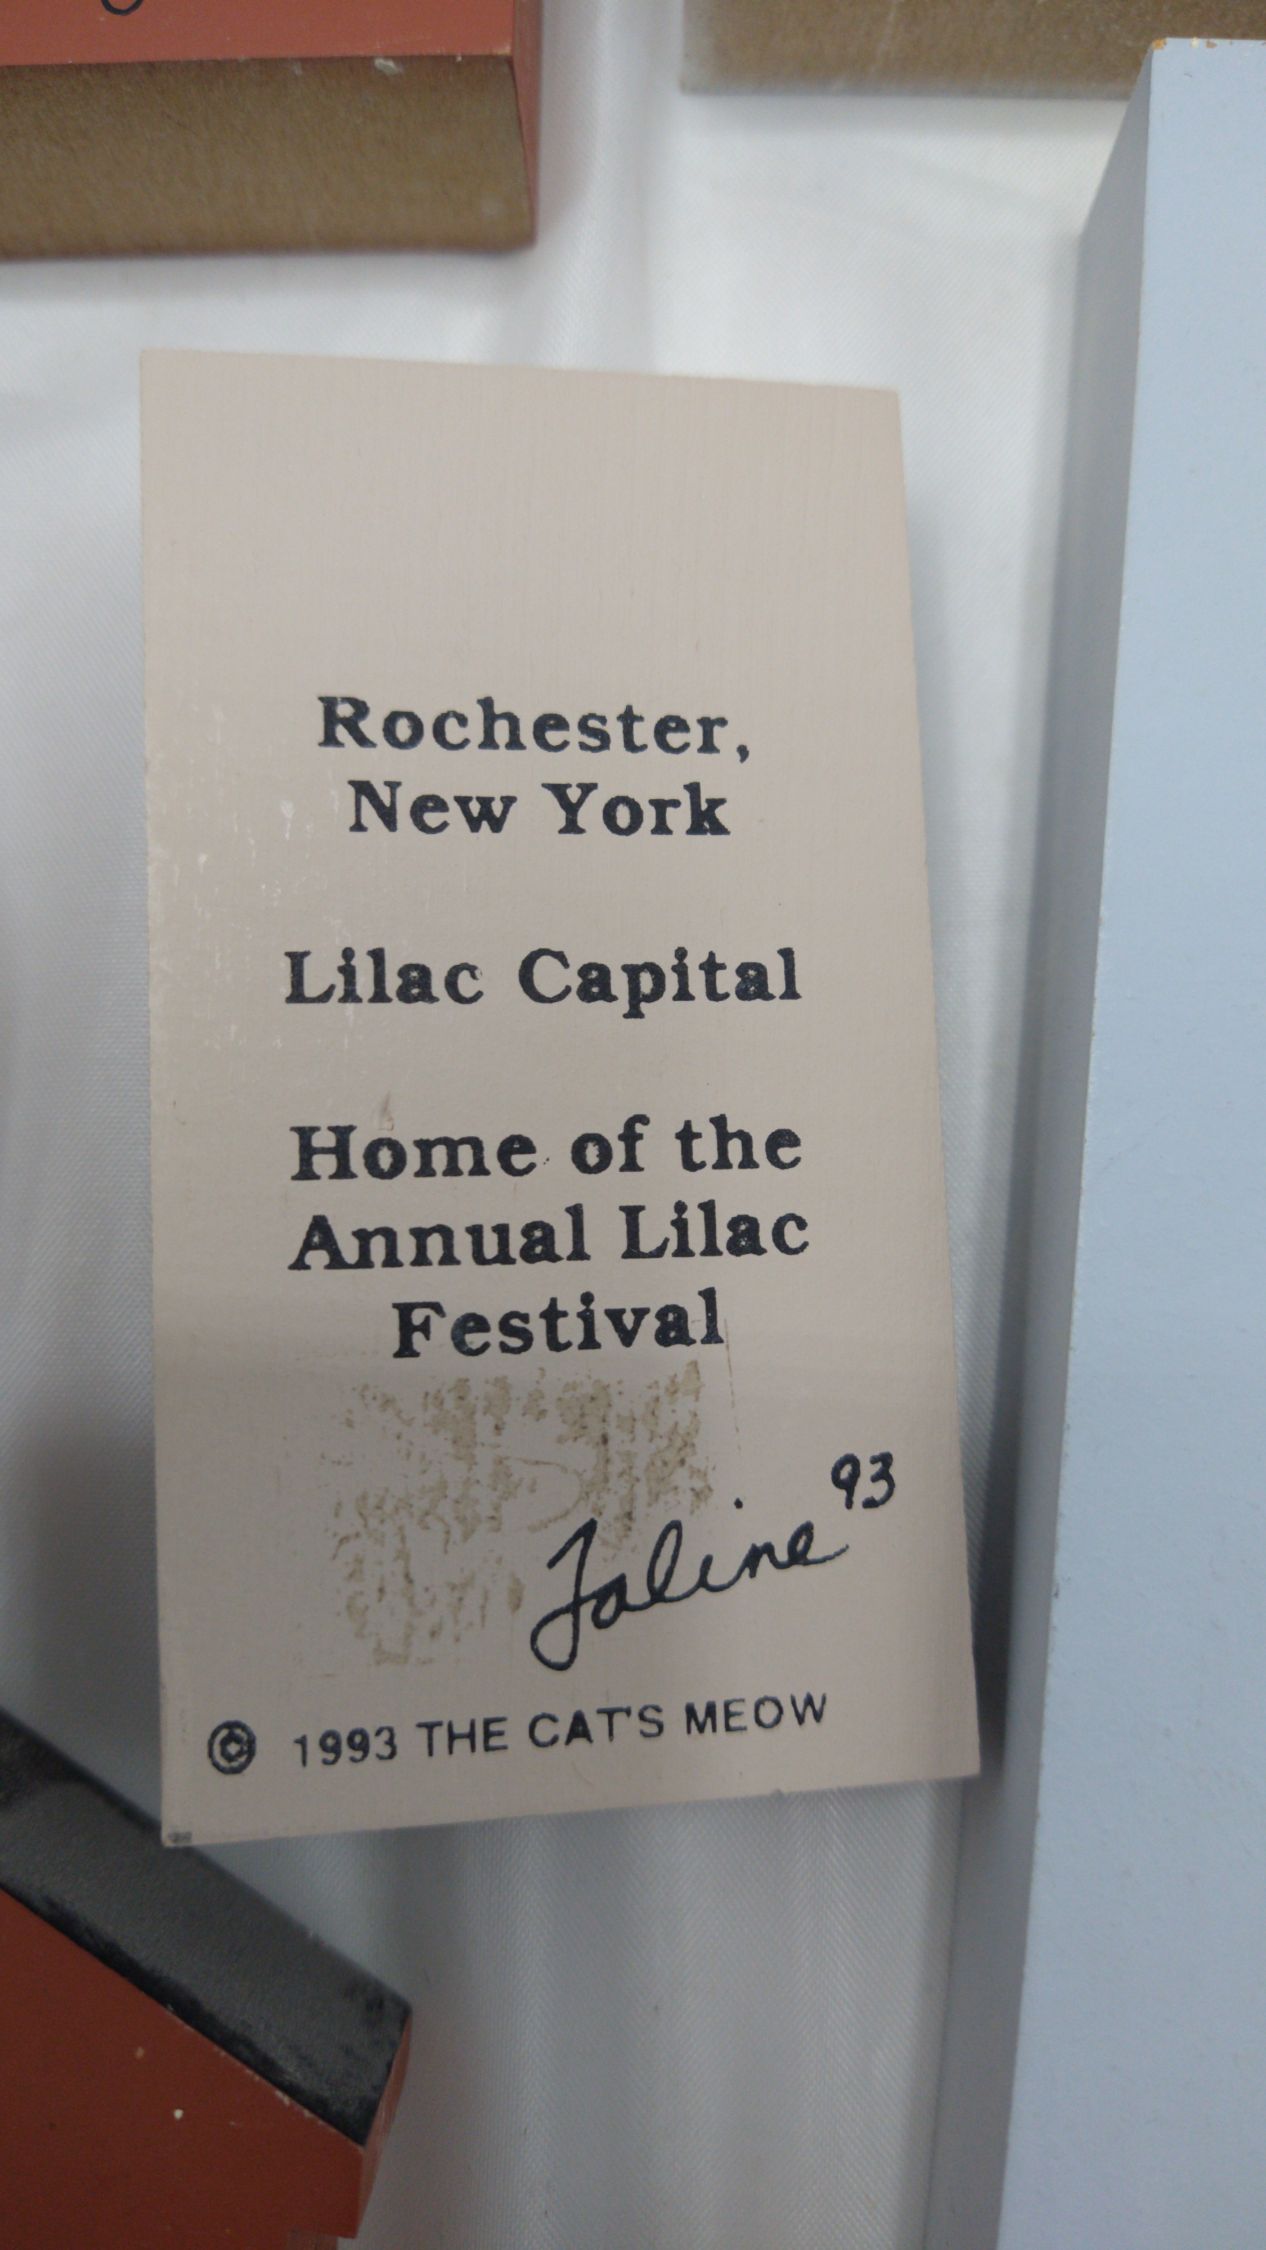 Rochester,
New York
Lilac Capital
Home of the
Annual Lilac
Festival
Faline 93
© 1993 THE CAT'S MEOW